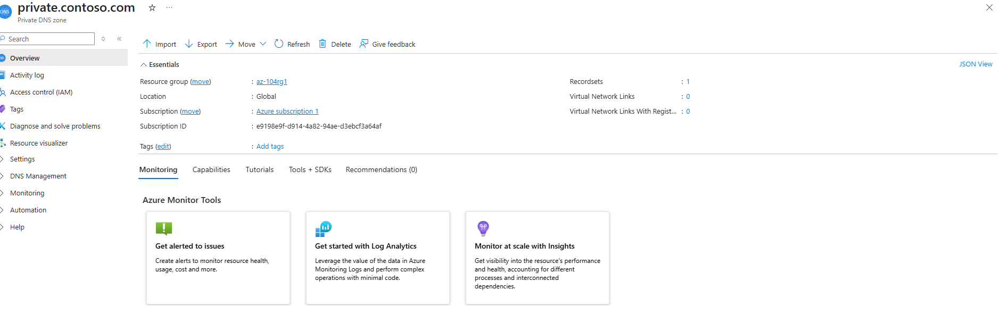 DNS
private.contoso.com
Private DNS zone
Search
Overview
Activity log
Access control (IAM)
Tags
Diagnose and solve problems
Resource visualizer
Settings
DNS Management
Monitoring
Automation
Help
Import Export Move Refresh Delete Give feedback
Essentials
JSON View
Resource group (move) : az-104rg1
Location : Global
Subscription (move) : Azure subscription 1
Subscription ID : e9198e9f-d914-4a82-94ae-d3ebcf3a64af
Tags (edit) : Add tags
Recordsets : 1
Virtual Network Links : 0
Virtual Network Links With Regist... : 0
Monitoring Capabilities Tutorials Tools + SDKs Recommendations (0)
Azure Monitor Tools
Get alerted to issues
Create alerts to monitor resource health,
usage, cost and more.
Get started with Log Analytics
Leverage the value of the data in Azure
Monitoring Logs and perform complex
operations with minimal code.
Monitor at scale with Insights
Get visibility into the resource's performance
and health, accounting for different
processes and interconnected
dependencies.